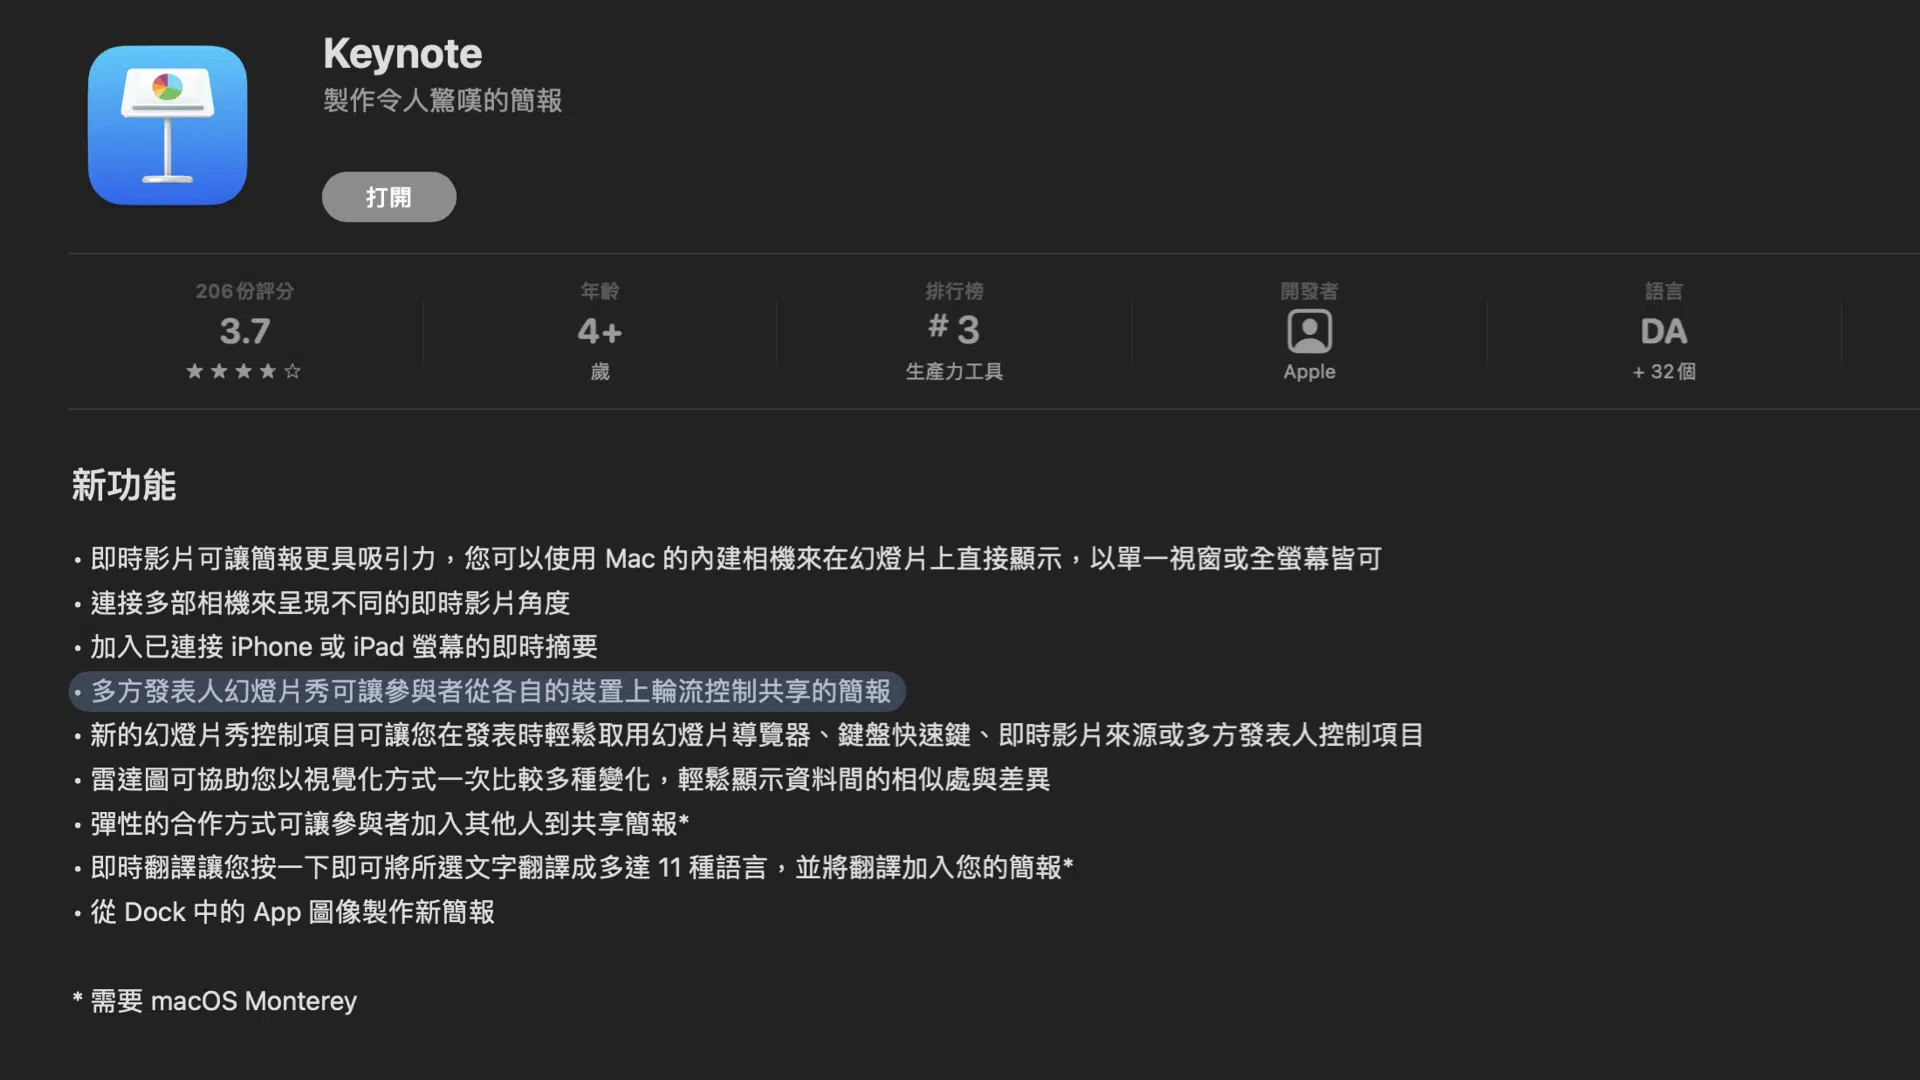 Keynote
製作令人驚嘆的簡報
打開
206份評分
3.7
★★★★☆
年齡
4+
歲
排行榜
#3
生產力工具
開發者
Apple
語言
DA
+ 32個
新功能
• 即時影片可讓簡報更具吸引力，您可以使用 Mac 的內建相機來在幻燈片上直接顯示，以單一視窗或全螢幕皆可
• 連接多部相機來呈現不同的即時影片角度
• 加入已連接 iPhone 或 iPad 螢幕的即時摘要
• 多方發表人幻燈片秀可讓參與者從各自的裝置上輪流控制共享的簡報
• 新的幻燈片秀控制項目可讓您在發表時輕鬆取用幻燈片導覽器、鍵盤快速鍵、即時影片來源或多方發表人控制項目
• 雷達圖可協助您以視覺化方式一次比較多種變化，輕鬆顯示資料間的相似處與差異
• 彈性的合作方式可讓參與者加入其他人到共享簡報*
• 即時翻譯讓您按一下即可將所選文字翻譯成多達 11 種語言，並將翻譯加入您的簡報*
• 從 Dock 中的 App 圖像製作新簡報
* 需要 macOS Monterey